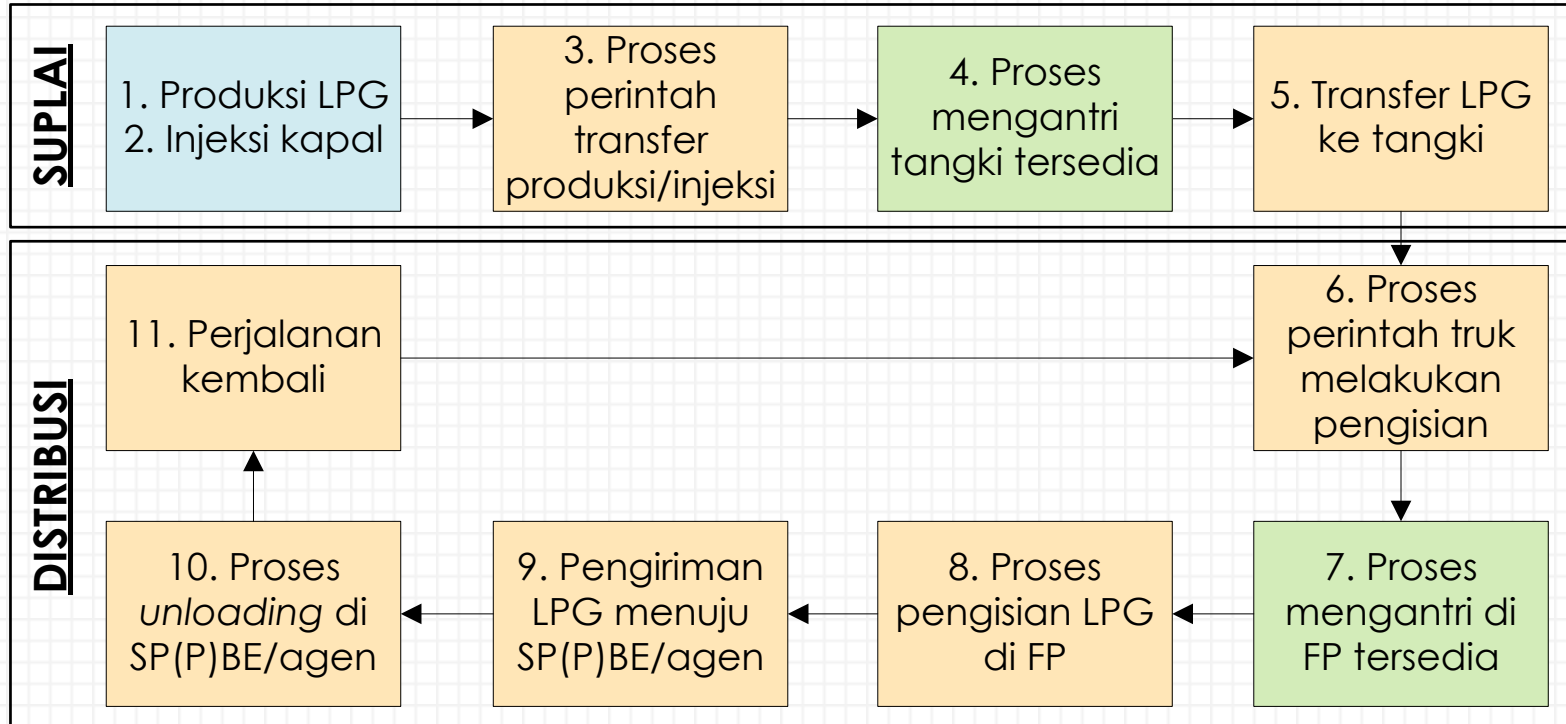 SUPLAI
1. Produksi LPG
2. Injeksi kapal
3. Proses
perintah
transfer
produksi/injeksi
4. Proses
mengantri
tangki tersedia
5. Transfer LPG
ke tangki
DISTRIBUSI
6. Proses
perintah truk
melakukan
pengisian
7. Proses
mengantri di
FP tersedia
8. Proses
pengisian LPG
di FP
9. Pengiriman
LPG menuju
SP(P)BE/agen
10. Proses
unloading di
SP(P)BE/agen
11. Perjalanan
kembali